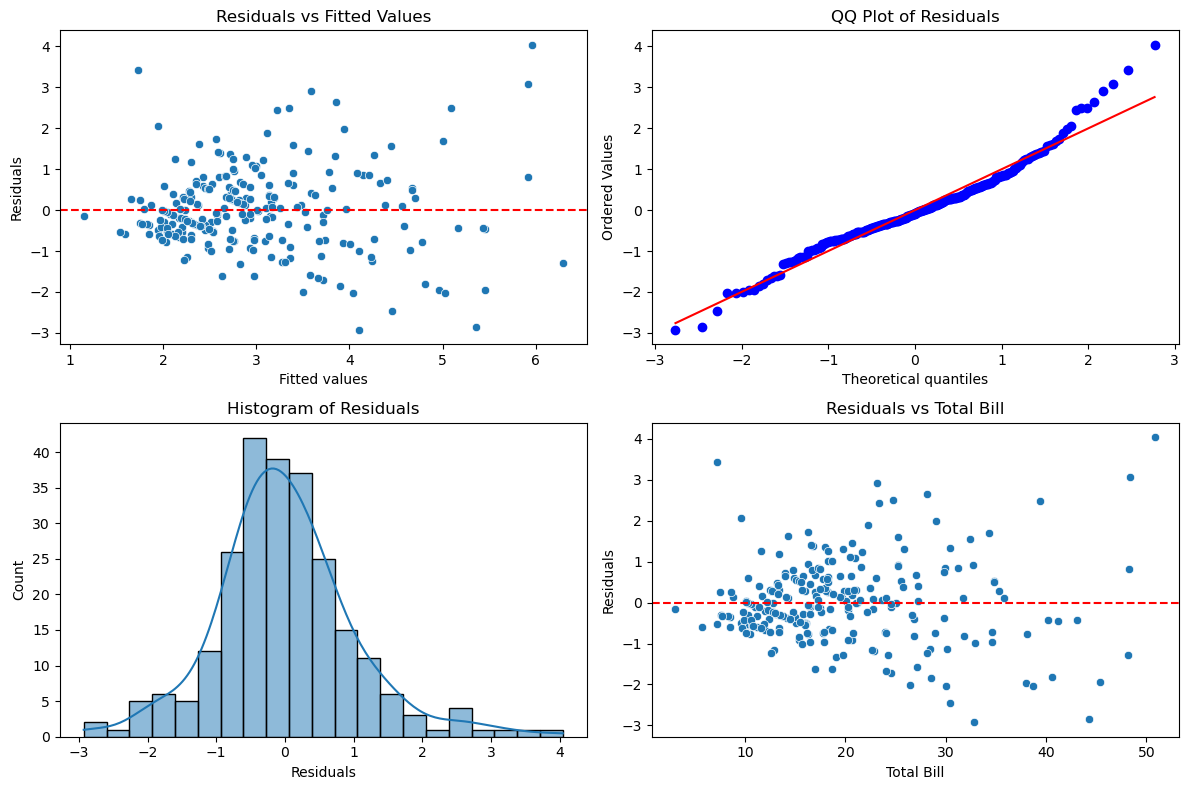 Residuals vs Fitted Values
Residuals
4
3
2
1
0
−1
−2
−3
1 2 3 4 5 6
Fitted values
QQ Plot of Residuals
Ordered Values
4
3
2
1
0
−1
−2
−3
−3 −2 −1 0 1 2 3
Theoretical quantiles
Histogram of Residuals
Count
40
35
30
25
20
15
10
5
0
−3 −2 −1 0 1 2 3 4
Residuals
Residuals vs Total Bill
Residuals
4
3
2
1
0
−1
−2
−3
10 20 30 40 50
Total Bill